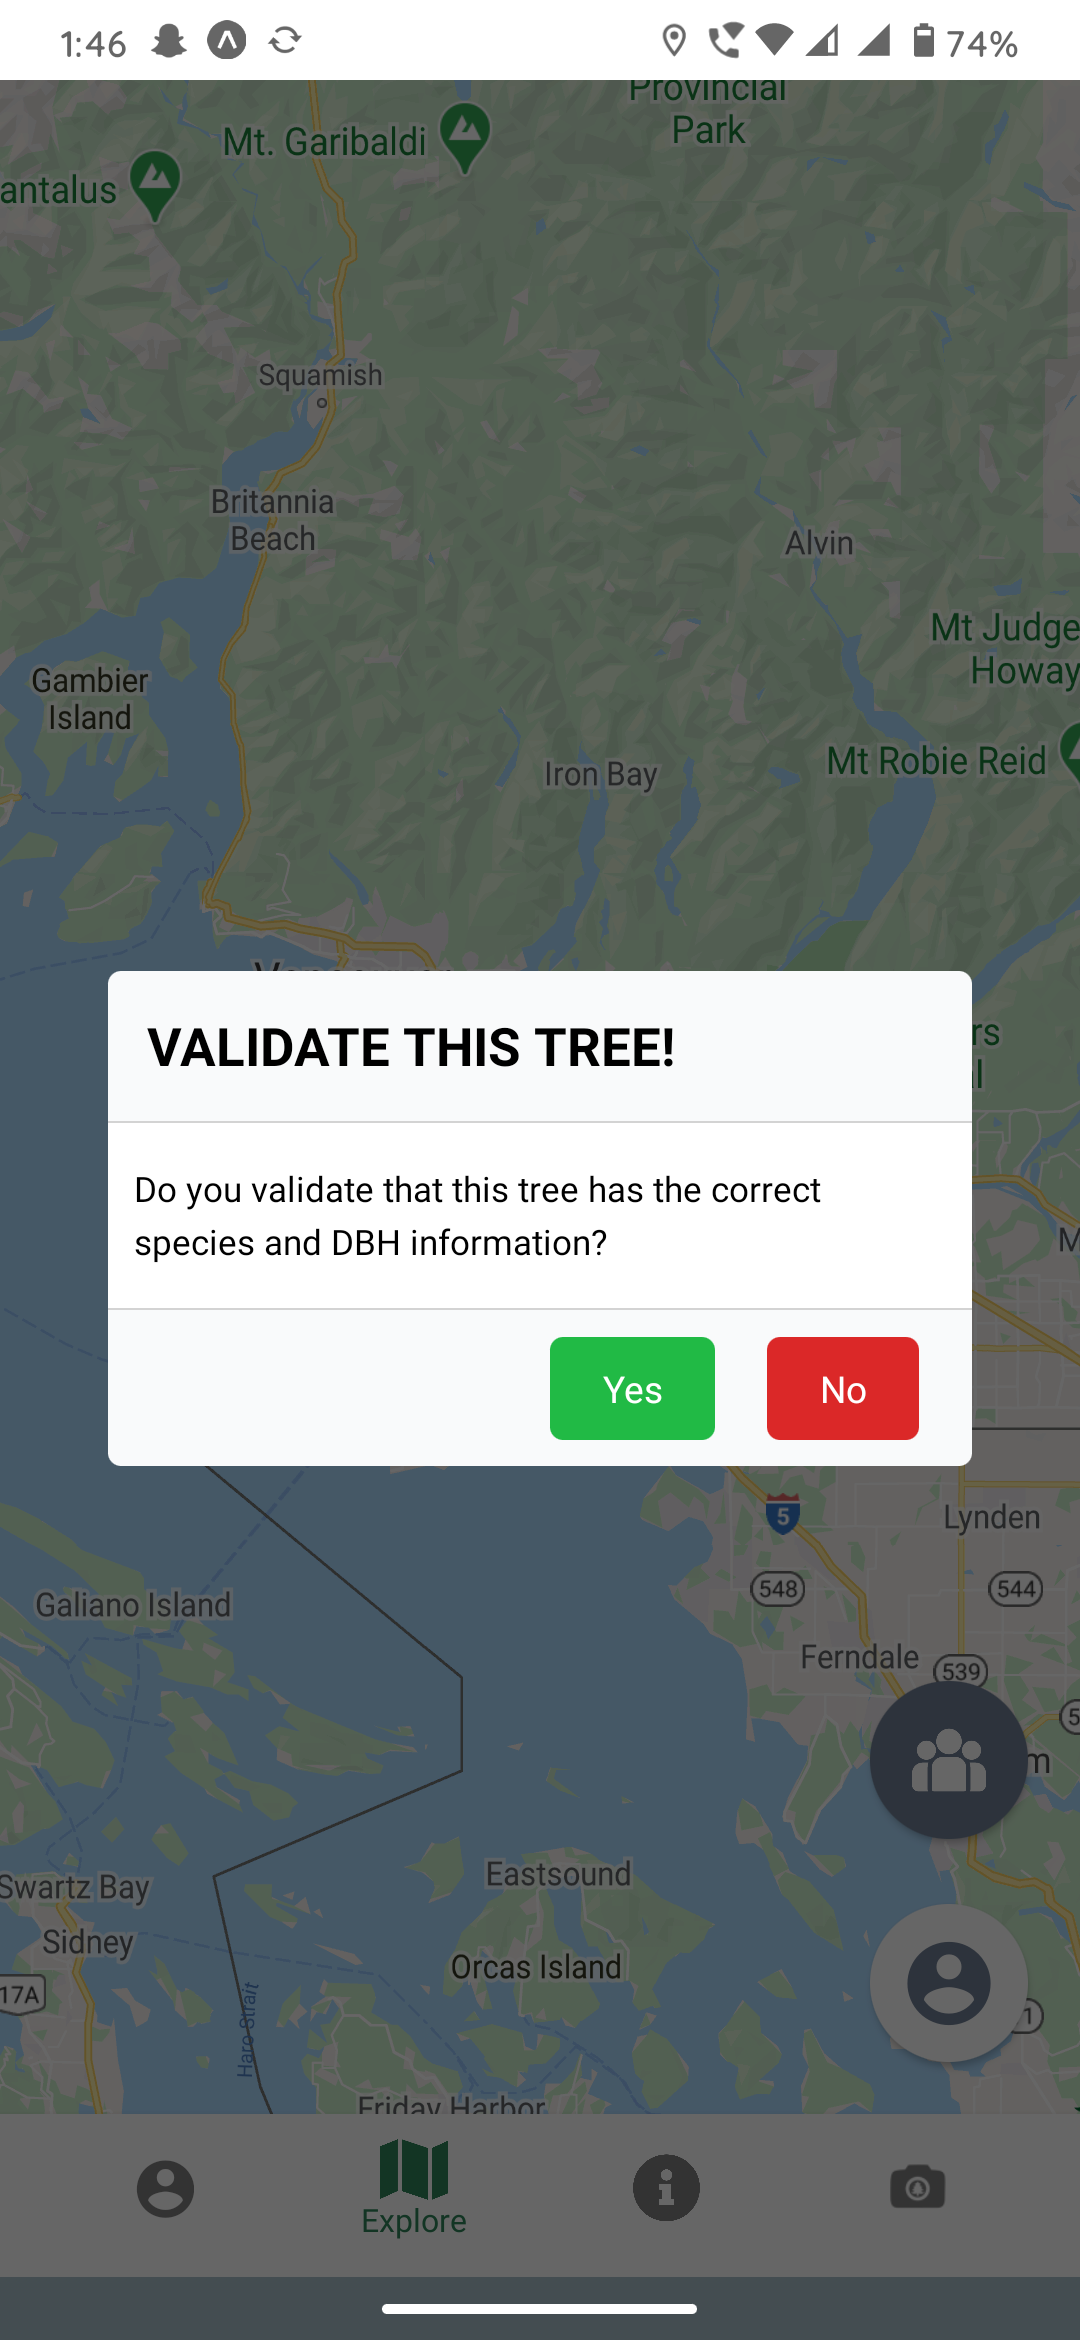 1:46
74%
Provincial
Park
Mt. Garibaldi
antalus
Squamish
Britannia
Beach
Alvin
Mt Judge
Howay
Gambier
Island
Mt Robie Reid
Iron Bay
rs
VALIDATE THIS TREE!
Do you validate that this tree has the correct
species and DBH information?
M
Yes No
5
Lynden
548
544
Galiano Island
Ferndale
539
5
m
Eastsound
Swartz Bay
Sidney
Orcas Island
17A
1
Haro Strait
Friday Harbor
Explore